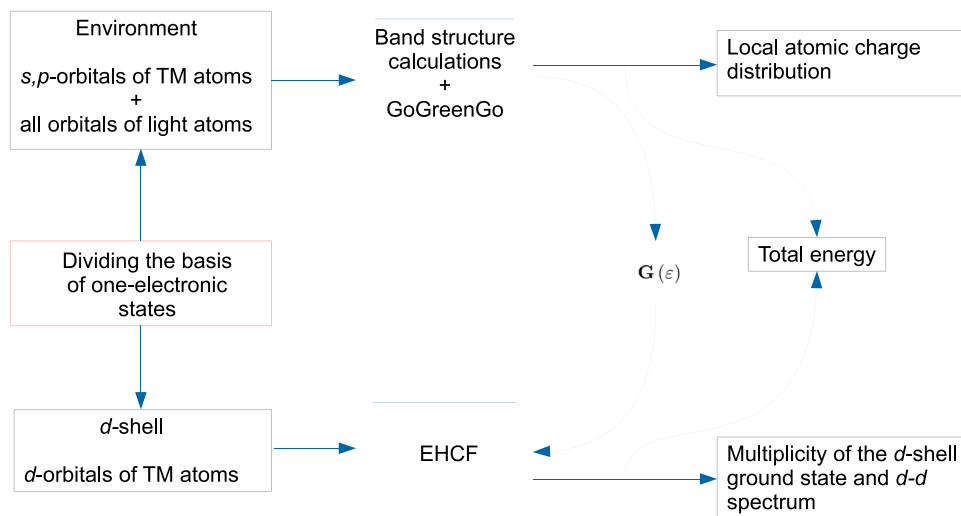 Environment
s,p-orbitals of TM atoms
+
all orbitals of light atoms
Band structure
calculations
+
GoGreenGo
Local atomic charge
distribution
Dividing the basis
of one-electronic
states
G (ε)
Total energy
d-shell
d-orbitals of TM atoms
EHCF
Multiplicity of the d-shell
ground state and d-d
spectrum